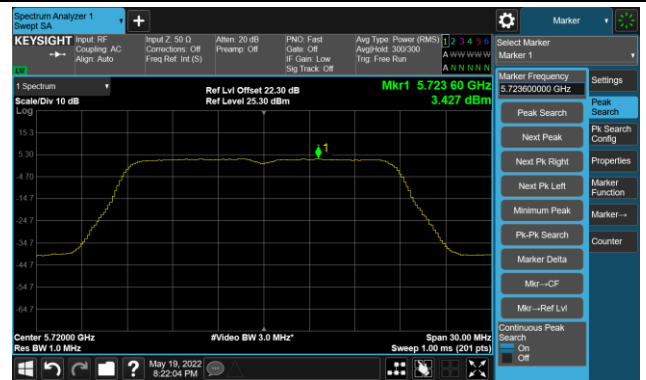 Spectrum Analyzer 1
Swept SA
Marker
KEYSIGHT
Input: RF
Coupling: AC
Align: Auto
Input Z: 50 Ω
Corrections: Off
Freq Ref: Int (S)
Atten: 20 dB
Preamp: Off
PNO: Fast
Gate: Off
IF Gain: Low
Sig Track: Off
Avg Type: Power (RMS)
Avg|Hold: 300/300
Trig: Free Run
1 2 3 4 5 6
A W W W W W
A N N N N N
LW
Select Marker
Marker 1
1 Spectrum
Scale/Div 10 dB
Ref Lvl Offset 22.30 dB
Ref Level 25.30 dBm
Mkr1 5.723 60 GHz
3.427 dBm
Log
15.3
5.30
-4.70
-14.7
-24.7
-34.7
-44.7
-54.7
-64.7
1
Center 5.72000 GHz
Res BW 1.0 MHz
#Video BW 3.0 MHz*
Span 30.00 MHz
Sweep 1.00 ms (201 pts)
Marker Frequency
5.723600000 GHz
Peak Search
Next Peak
Next Pk Right
Next Pk Left
Minimum Peak
Pk-Pk Search
Marker Delta
Mkr→CF
Mkr→Ref Lvl
Continuous Peak
Search
On
Off
Settings
Peak
Search
Pk Search
Config
Properties
Marker
Function
Marker→
Counter
?
May 19, 2022
8:22:04 PM